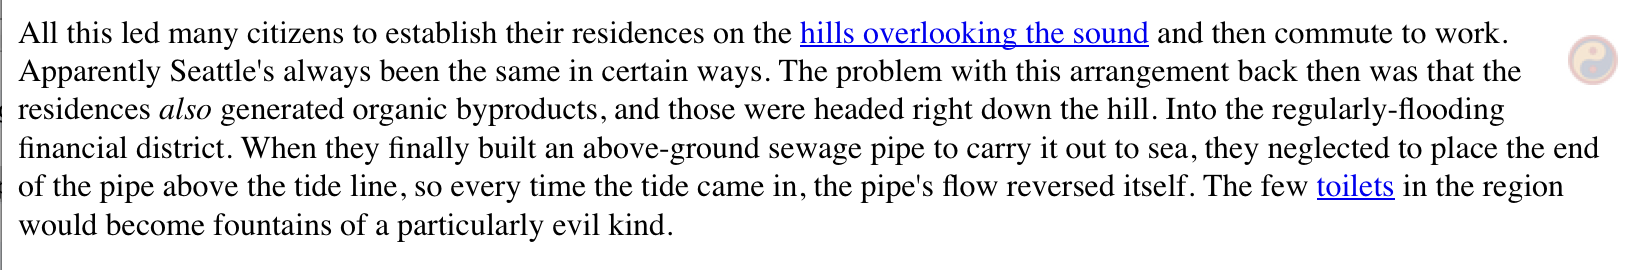 All this led many citizens to establish their residences on the hills overlooking the sound and then commute to work.
Apparently Seattle's always been the same in certain ways. The problem with this arrangement back then was that the
residences also generated organic byproducts, and those were headed right down the hill. Into the regularly-flooding
financial district. When they finally built an above-ground sewage pipe to carry it out to sea, they neglected to place the end
of the pipe above the tide line, so every time the tide came in, the pipe's flow reversed itself. The few toilets in the region
would become fountains of a particularly evil kind.